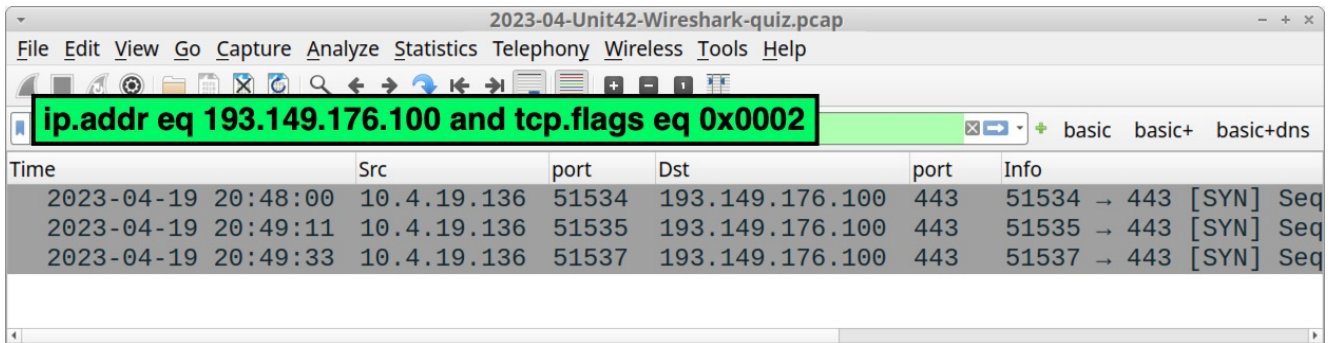 2023-04-Unit42-Wireshark-quiz.pcap
File Edit View Go Capture Analyze Statistics Telephony Wireless Tools Help
ip.addr eq 193.149.176.100 and tcp.flags eq 0x0002
basic basic+ basic+dns
Time Src port Dst port Info
2023-04-19 20:48:00 10.4.19.136 51534 193.149.176.100 443 51534 → 443 [SYN] Seq
2023-04-19 20:49:11 10.4.19.136 51535 193.149.176.100 443 51535 → 443 [SYN] Seq
2023-04-19 20:49:33 10.4.19.136 51537 193.149.176.100 443 51537 → 443 [SYN] Seq